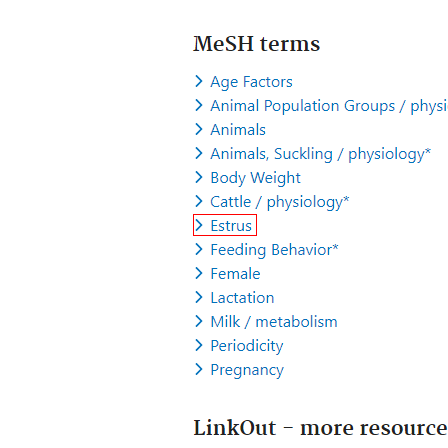 MeSH terms
Age Factors
Animal Population Groups / physi
Animals
Animals, Suckling / physiology*
Body Weight
Cattle / physiology*
Estrus
Feeding Behavior*
Female
Lactation
Milk / metabolism
Periodicity
Pregnancy
LinkOut - more resource